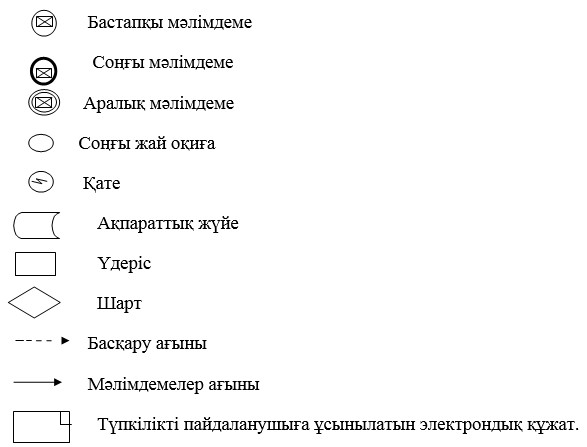 Бастапқы мәлімдеме
Соңғы мәлімдеме
Аралық мәлімдеме
Соңғы жай оқиға
Қате
Ақпараттық жүйе
Үдеріс
Шарт
Басқару ағыны
Мәлімдемелер ағыны
Түпкілікті пайдаланушыға ұсынылатын электрондық құжат.